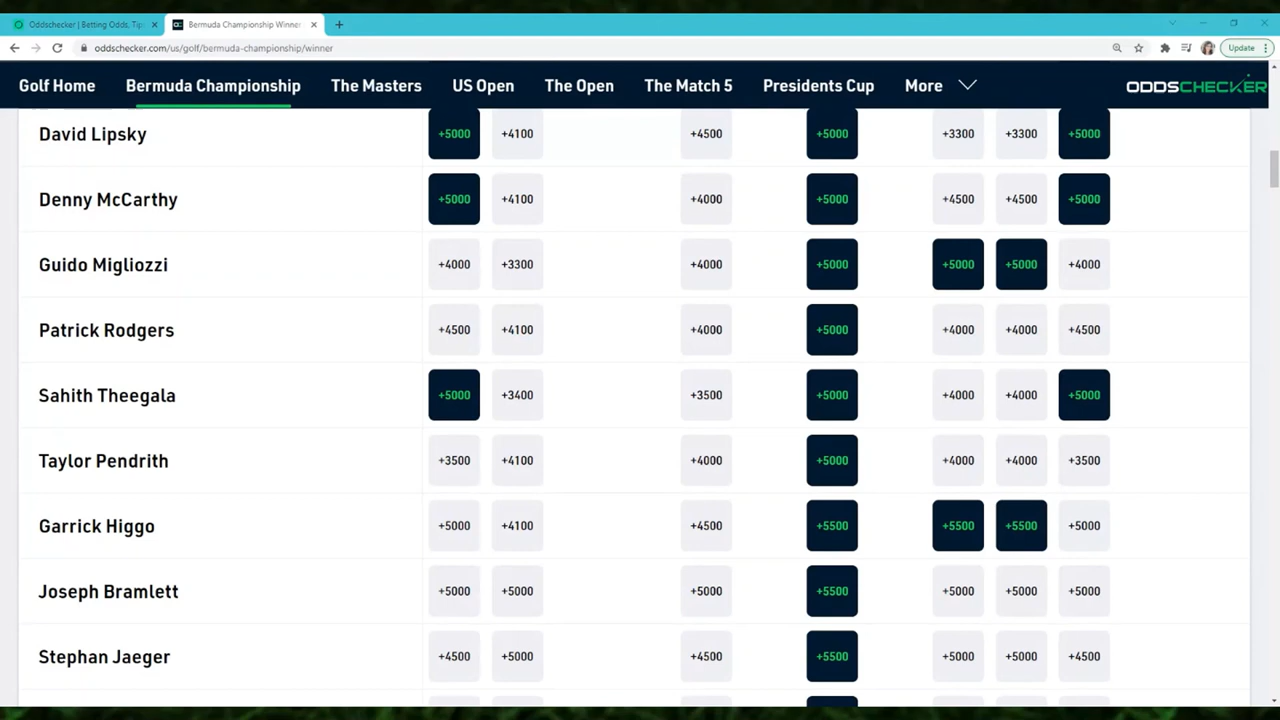 Oddschecker | Betting Odds, Tip
Bermuda Championship Winner
oddschecker.com/us/golf/bermuda-championship/winner
Update
Golf Home Bermuda Championship The Masters US Open The Open The Match 5 Presidents Cup More ODDSCHECKER
David Lipsky +5000 +4100 +4500 +5000 +3300 +3300 +5000
Denny McCarthy +5000 +4100 +4000 +5000 +4500 +4500 +5000
Guido Migliozzi +4000 +3300 +4000 +5000 +5000 +5000 +4000
Patrick Rodgers +4500 +4100 +4000 +5000 +4000 +4000 +4500
Sahith Theegala +5000 +3400 +3500 +5000 +4000 +4000 +5000
Taylor Pendrith +3500 +4100 +4000 +5000 +4000 +4000 +3500
Garrick Higgo +5000 +4100 +4500 +5500 +5500 +5500 +5000
Joseph Bramlett +5000 +5000 +5000 +5500 +5000 +5000 +5000
Stephan Jaeger +4500 +5000 +4500 +5500 +5000 +5000 +4500